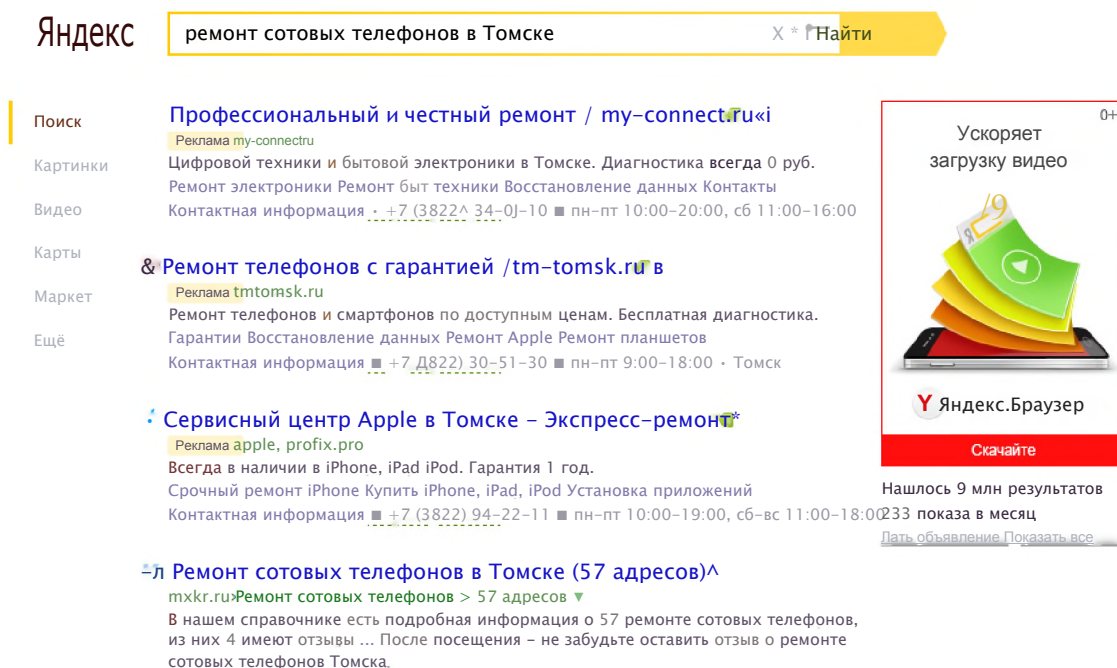 Яндекс
ремонт сотовых телефонов в Томске
X * Найти
Поиск
Картинки
Видео
Карты
Маркет
Ещё
Профессиональный и честный ремонт / my-connect.ru«i
Реклама my-connectru
Цифровой техники и бытовой электроники в Томске. Диагностика всегда 0 руб.
Ремонт электроники Ремонт быт техники Восстановление данных Контакты
Контактная информация · +7 (3822^ 34-0J-10 ■ пн-пт 10:00-20:00, сб 11:00-16:00
& Ремонт телефонов с гарантией /tm-tomsk.ru в
Реклама tmtomsk.ru
Ремонт телефонов и смартфонов по доступным ценам. Бесплатная диагностика.
Гарантии Восстановление данных Ремонт Apple Ремонт планшетов
Контактная информация ■ +7 Д822) 30-51-30 ■ пн-пт 9:00-18:00 · Томск
Сервисный центр Apple в Томске - Экспресс-ремонт*
Реклама apple, profix.pro
Всегда в наличии в iPhone, iPad iPod. Гарантия 1 год.
Срочный ремонт iPhone Купить iPhone, iPad, iPod Установка приложений
Контактная информация ■ +7 (3822) 94-22-11 ■ пн-пт 10:00-19:00, сб-вс 11:00-18:00
-л Ремонт сотовых телефонов в Томске (57 адресов)^
mxkr.ru›Ремонт сотовых телефонов > 57 адресов ▼
В нашем справочнике есть подробная информация о 57 ремонте сотовых телефонов,
из них 4 имеют отзывы ... После посещения - не забудьте оставить отзыв о ремонте
сотовых телефонов Томска.
0+
Ускоряет
загрузку видео
Я
Y Яндекс.Браузер
Скачайте
Нашлось 9 млн результатов
233 показа в месяц
Лать объявление Показать все